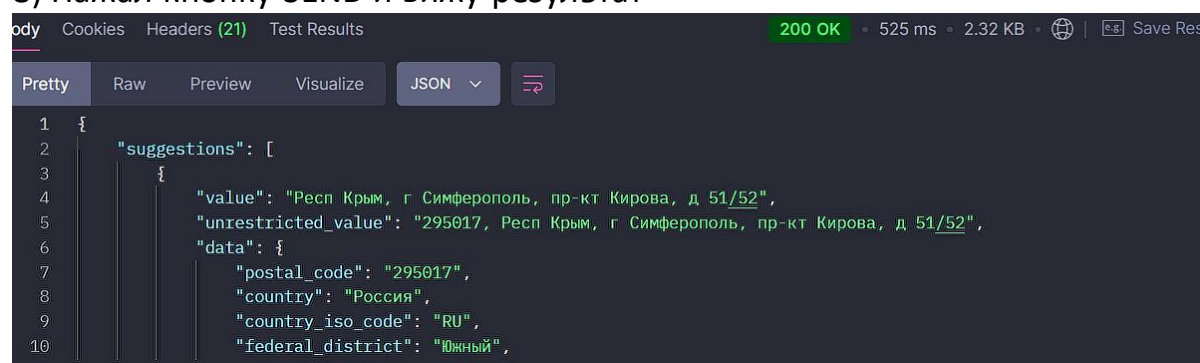 ody Cookies Headers (21) Test Results 200 OK 525 ms 2.32 KB Save Res
Pretty Raw Preview Visualize JSON
1 {
2 "suggestions": [
3 {
4 "value": "Респ Крым, г Симферополь, пр-кт Кирова, д 51/52",
5 "unrestricted_value": "295017, Респ Крым, г Симферополь, пр-кт Кирова, д 51/52",
6 "data": {
7 "postal_code": "295017",
8 "country": "Россия",
9 "country_iso_code": "RU",
10 "federal_district": "Южный",